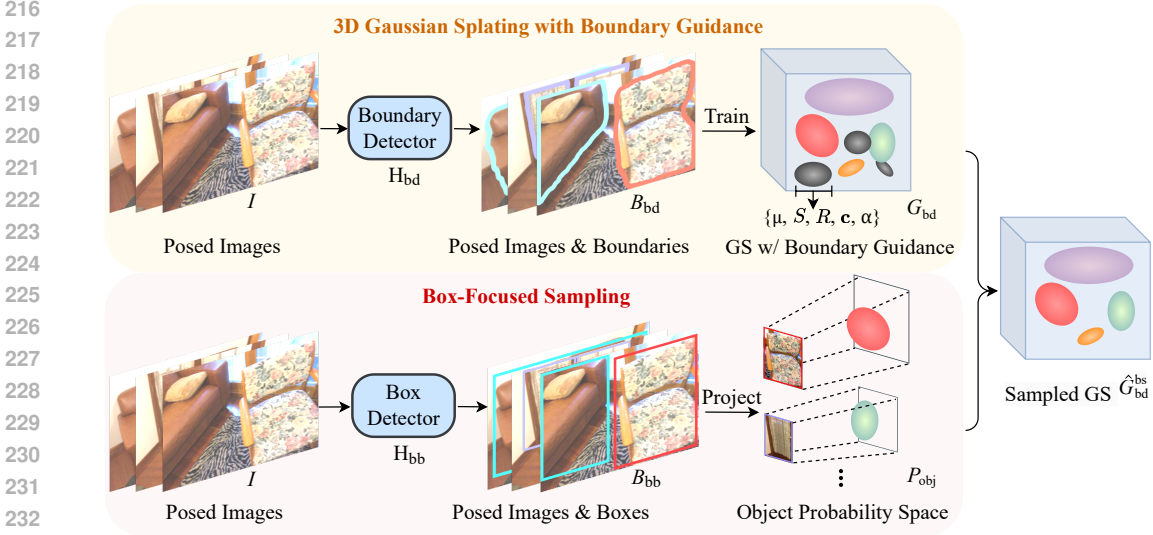 216
217
218
219
220
221
222
223
224
225
226
227
228
229
230
231
232
3D Gaussian Splating with Boundary Guidance
Boundary
Detector
H_bd
I
B_bd
Train
{μ, S, R, c, α}
G_bd
Posed Images
Posed Images & Boundaries
GS w/ Boundary Guidance
Box-Focused Sampling
Box
Detector
H_bb
I
B_bb
Project
P_obj
Posed Images
Posed Images & Boxes
Object Probability Space
Sampled GS Ĝ_bd^bs